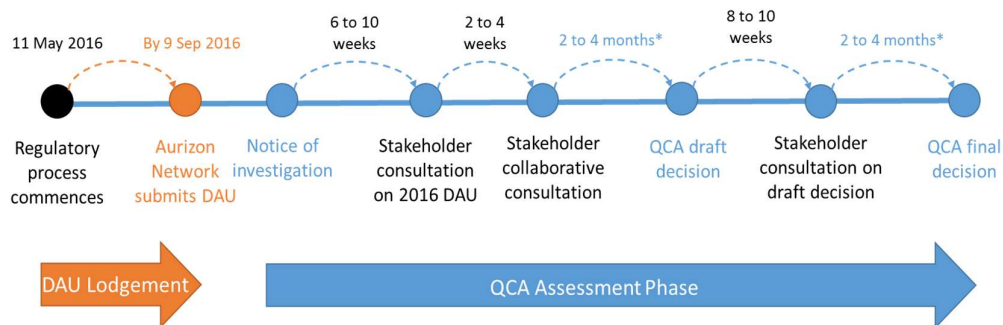 11 May 2016
By 9 Sep 2016
6 to 10
weeks
2 to 4
weeks
2 to 4 months*
8 to 10
weeks
2 to 4 months*
Regulatory
process
commences
Aurizon
Network
submits DAU
Notice of
investigation
Stakeholder
consultation
on 2016 DAU
Stakeholder
collaborative
consultation
QCA draft
decision
Stakeholder
consultation on
draft decision
QCA final
decision
DAU Lodgement
QCA Assessment Phase